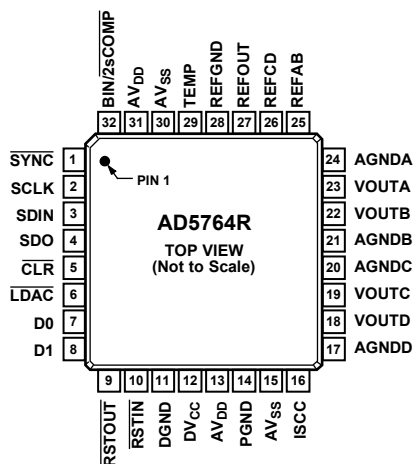 BIN/2sCOMP
AVDD
AVSS
TEMP
REFGND
REFOUT
REFCD
REFAB
32 31 30 29 28 27 26 25
SYNC 1
SCLK 2
SDIN 3
SDO 4
CLR 5
LDAC 6
D0 7
D1 8
PIN 1
AD5764R
TOP VIEW
(Not to Scale)
24 AGNDA
23 VOUTA
22 VOUTB
21 AGNDB
20 AGNDC
19 VOUTC
18 VOUTD
17 AGNDD
9 10 11 12 13 14 15 16
RSTOUT
RSTIN
DGND
DVCC
AVDD
PGND
AVSS
ISCC